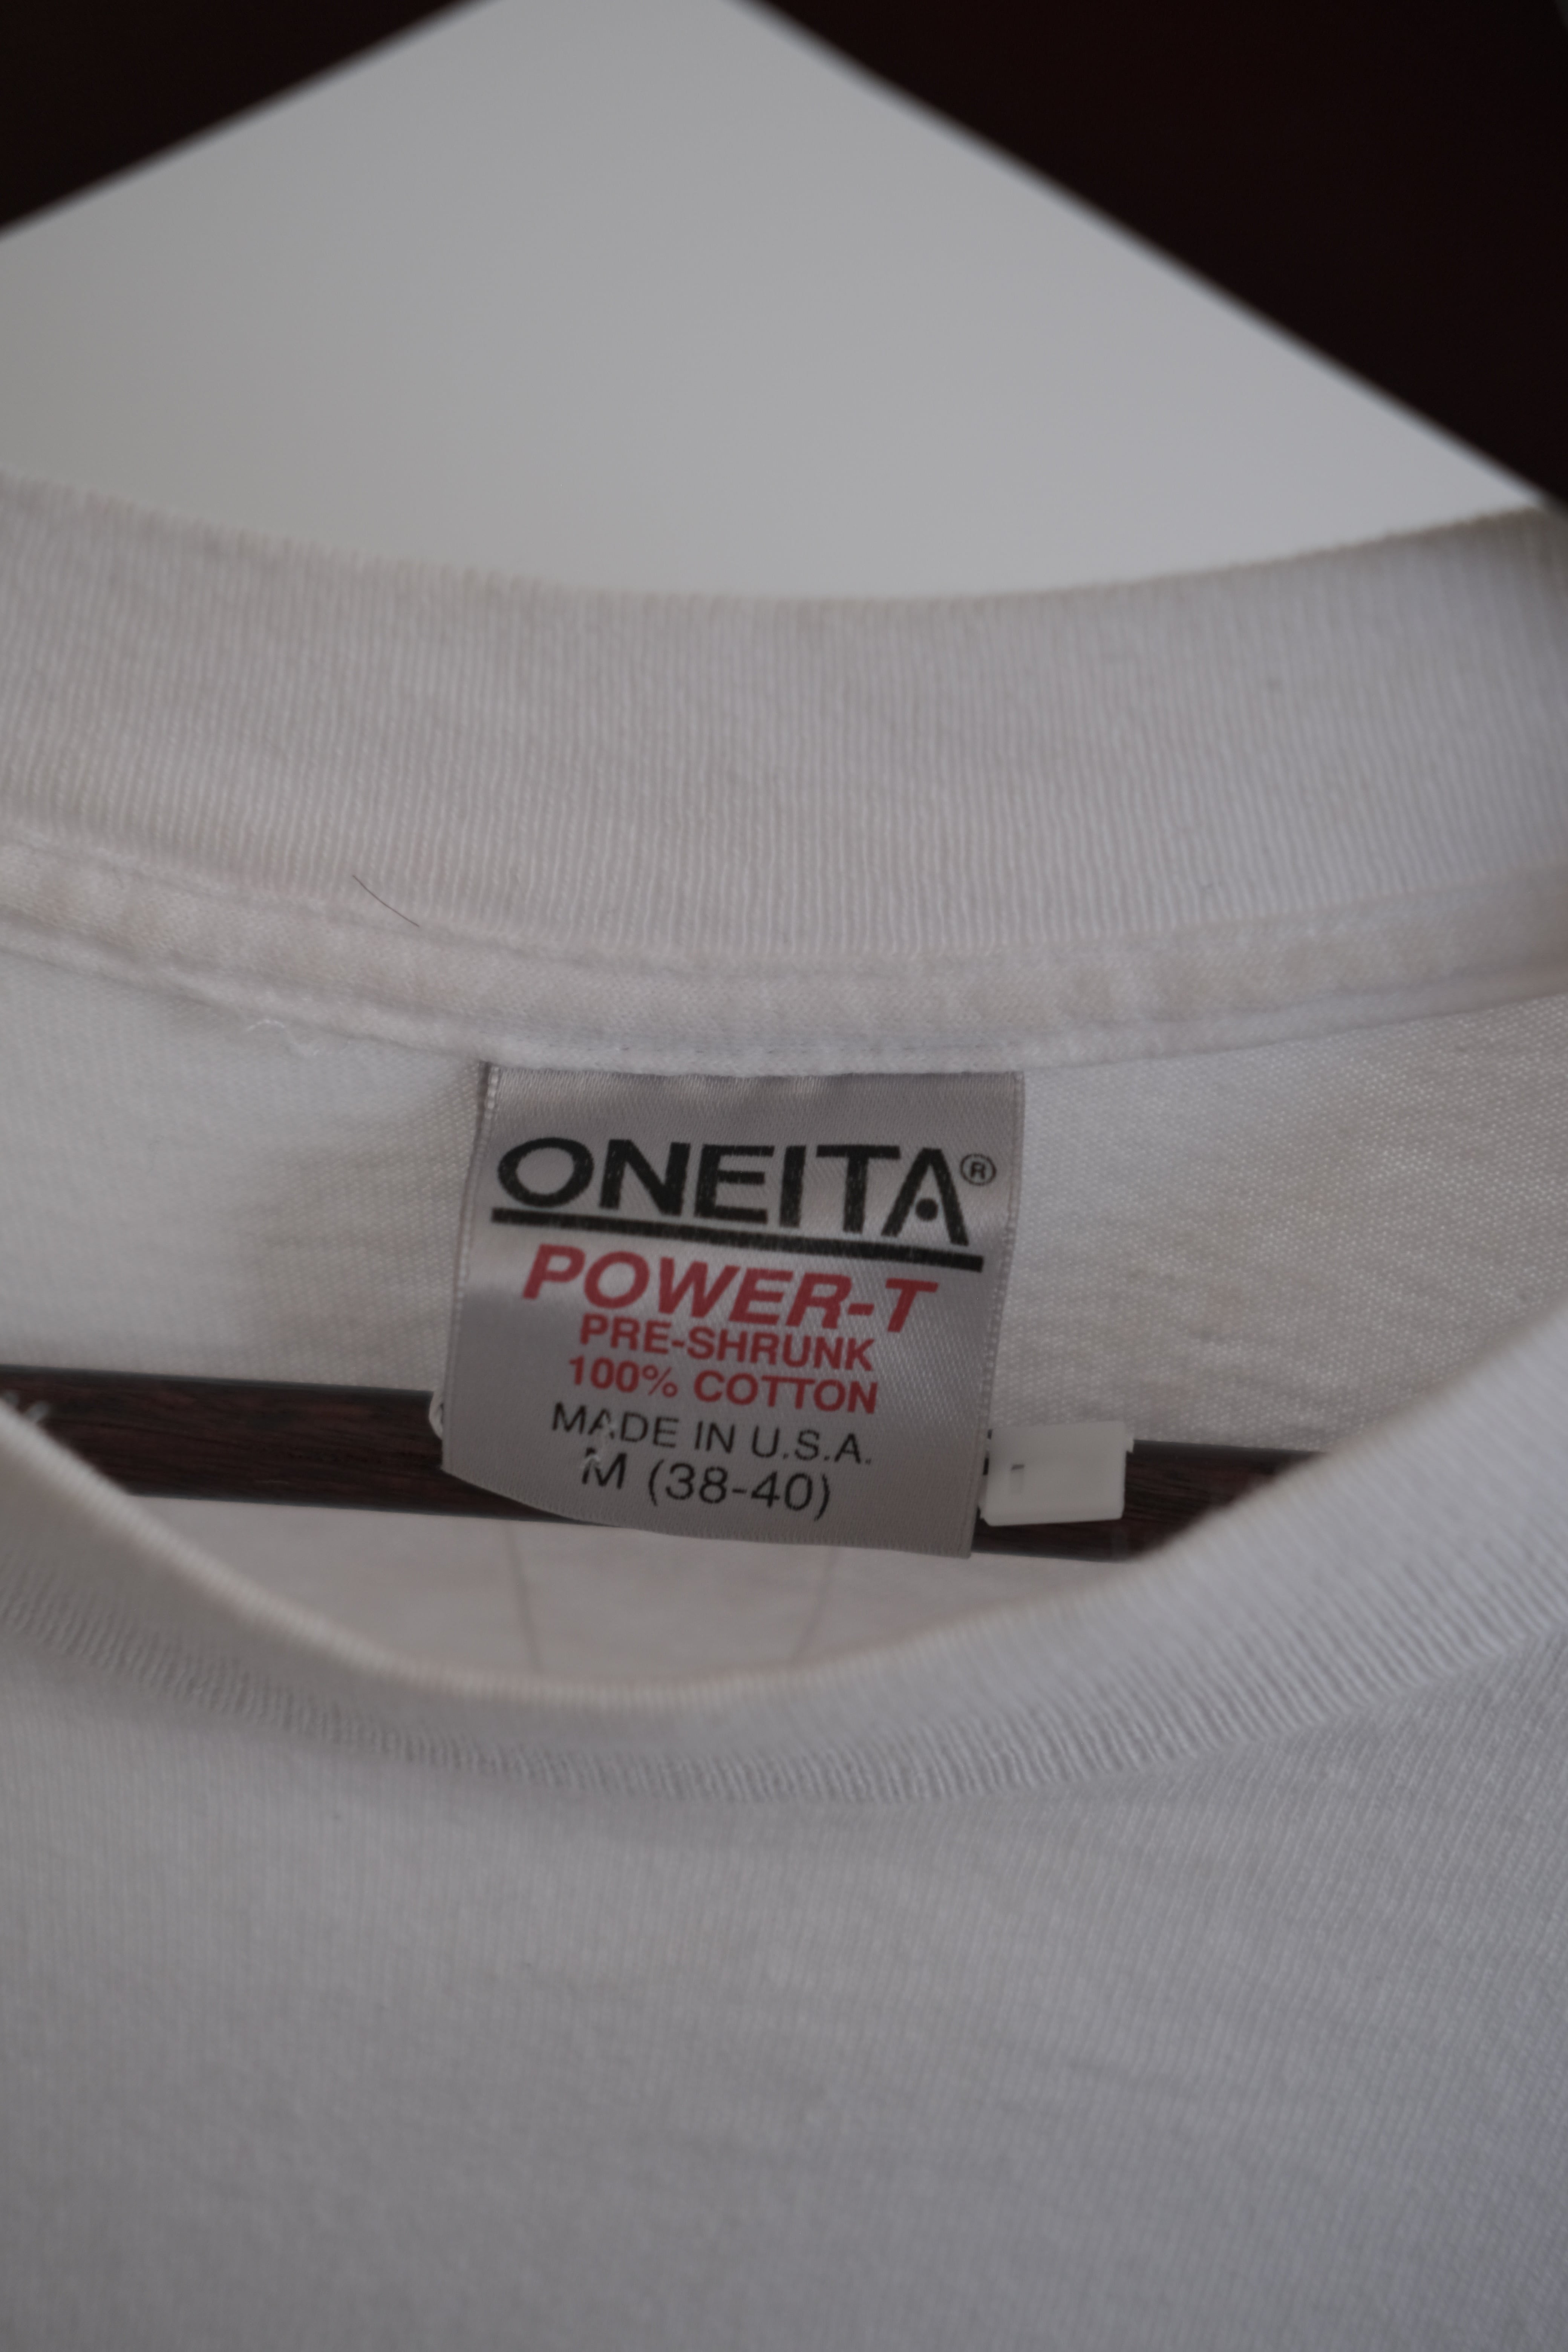 ONEITA®
POWER-T
PRE-SHRUNK
100% COTTON
MADE IN U.S.A.
M (38-40)